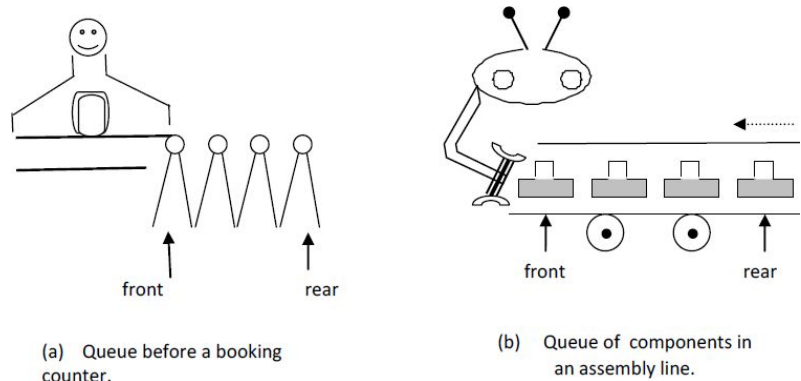 front
rear
(a) Queue before a booking
counter.
front
rear
(b) Queue of components in
an assembly line.